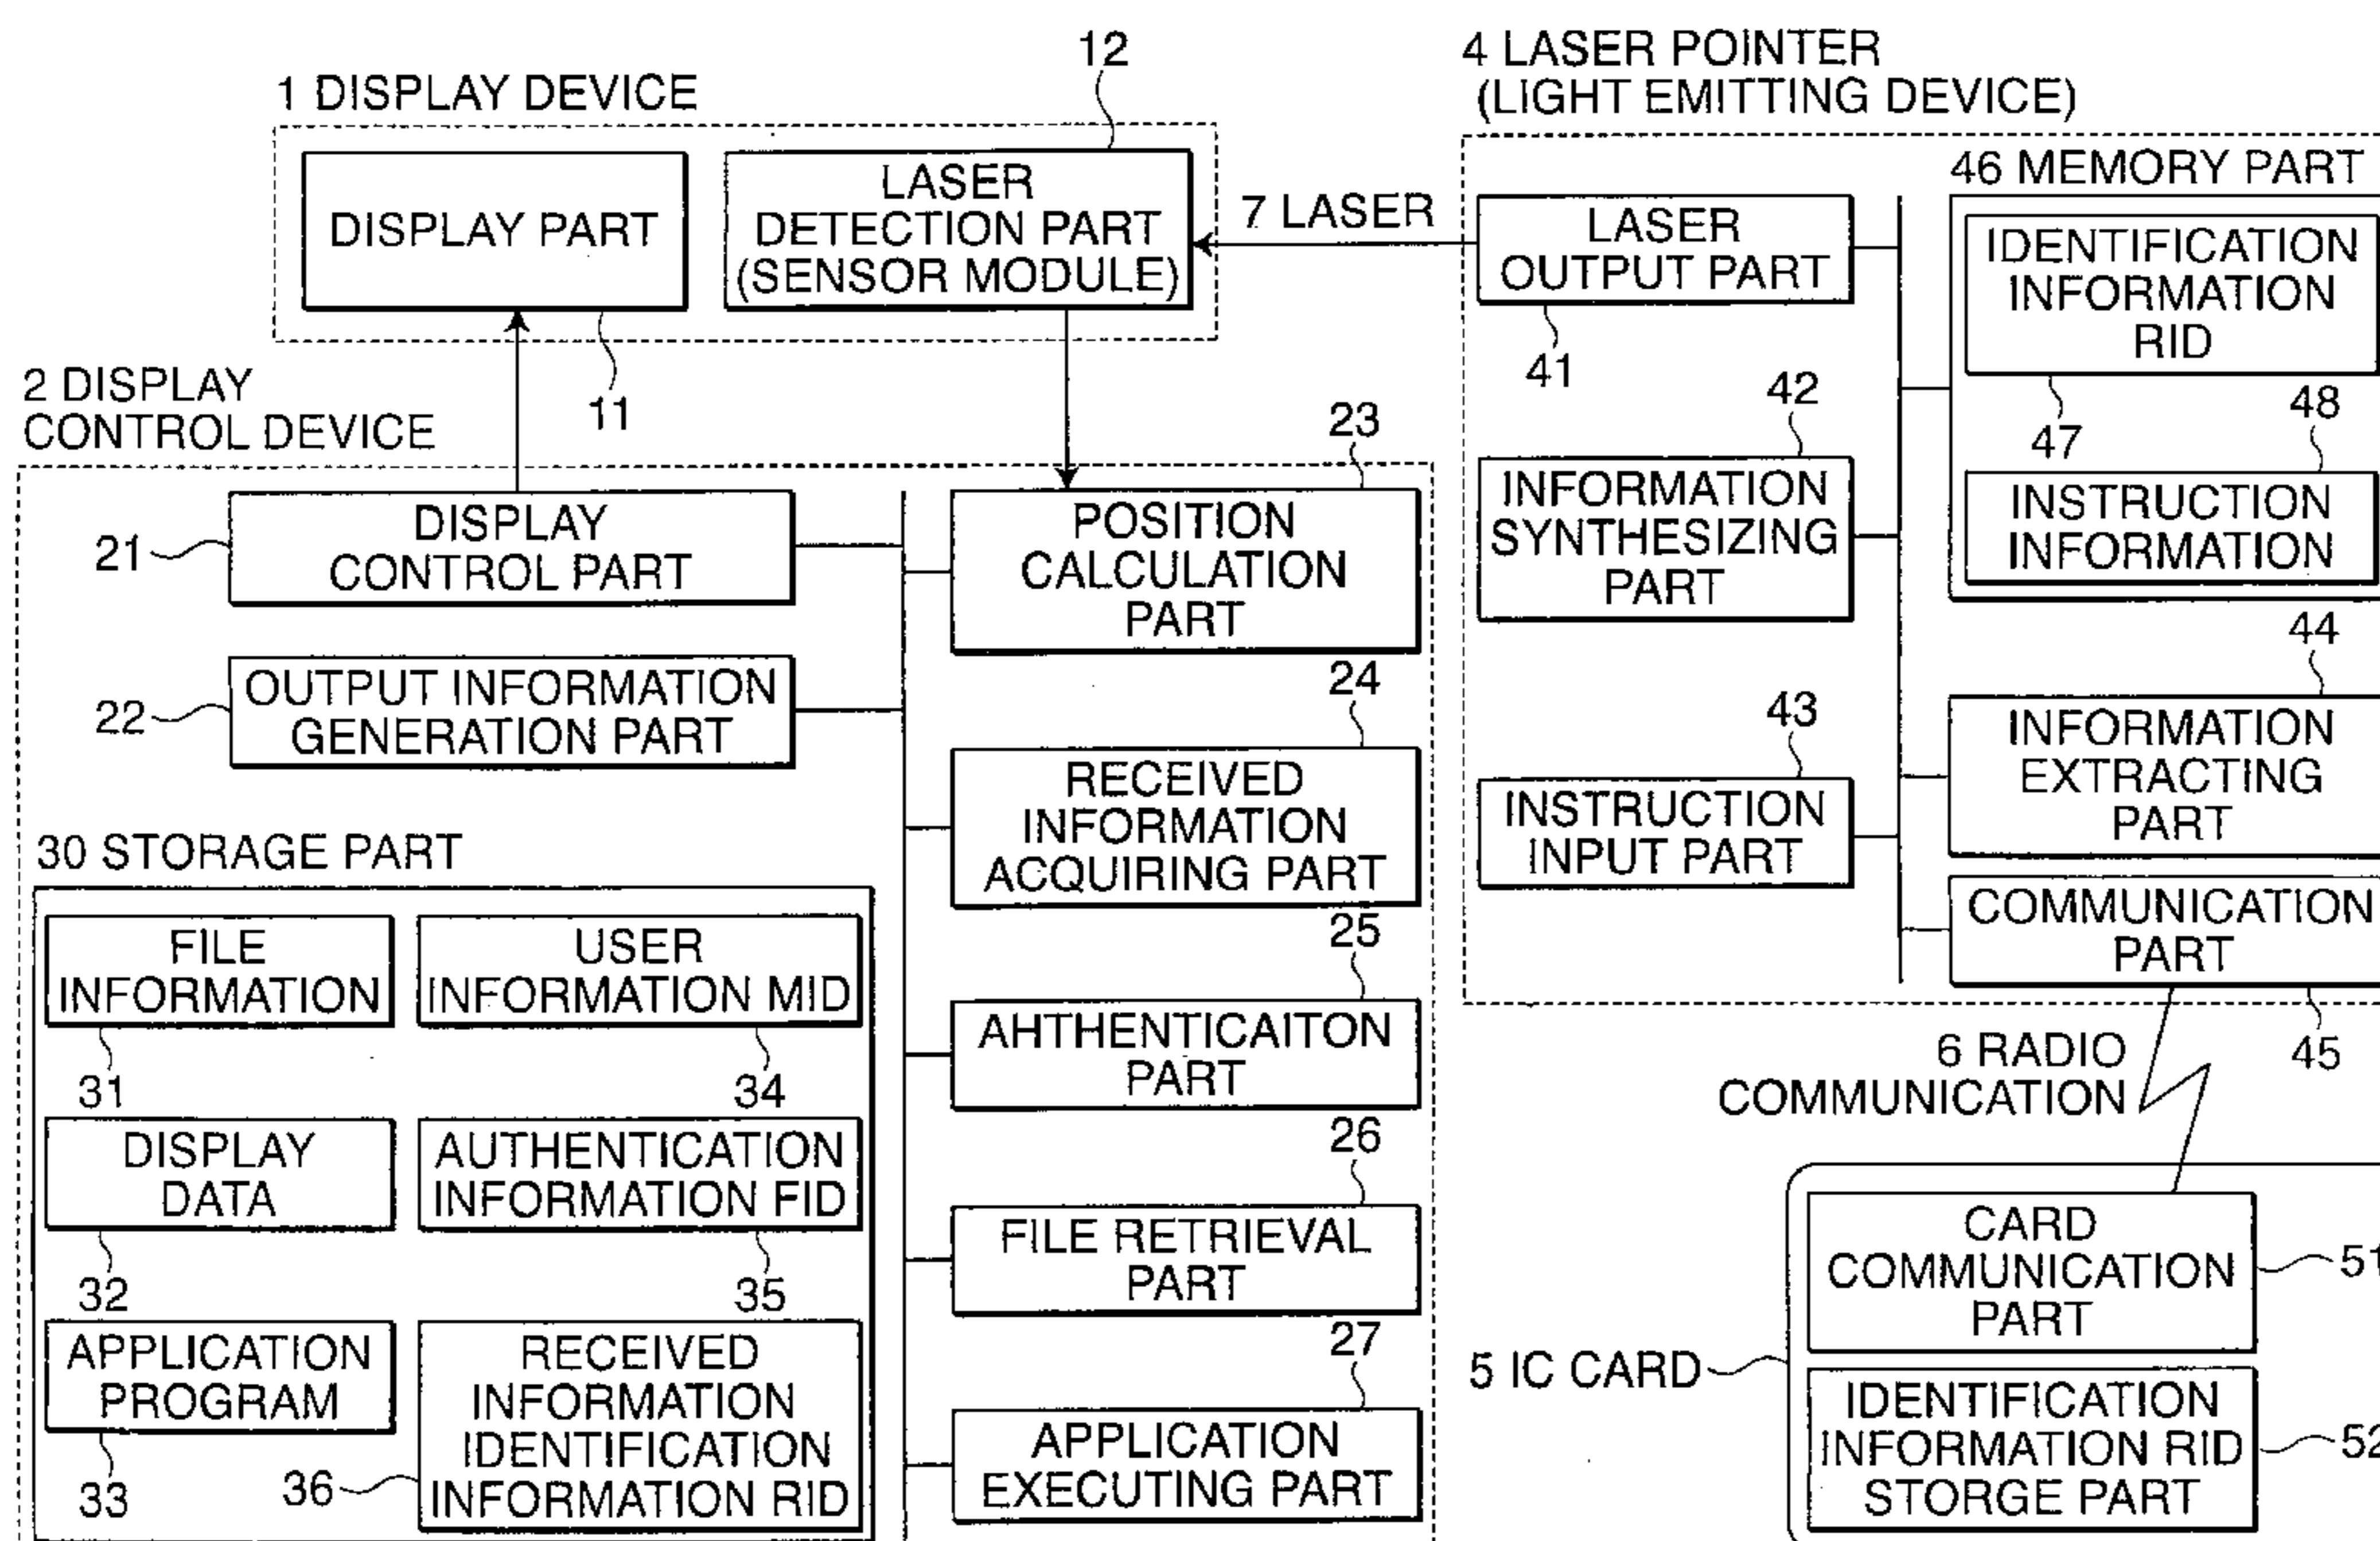 1 DISPLAY DEVICE
12
DISPLAY PART
LASER
DETECTION PART
(SENSOR MODULE)
11
7 LASER
4 LASER POINTER
(LIGHT EMITTING DEVICE)
LASER
OUTPUT PART
41
46 MEMORY PART
IDENTIFICATION
INFORMATION
RID
47
48
INSTRUCTION
INFORMATION
42
INFORMATION
SYNTHESIZING
PART
43
INSTRUCTION
INPUT PART
44
INFORMATION
EXTRACTING
PART
COMMUNICATION
PART
45
6 RADIO
COMMUNICATION
5 IC CARD
CARD
COMMUNICATION
PART
51
IDENTIFICATION
INFORMATION RID
STORGE PART
52
2 DISPLAY
CONTROL DEVICE
21
DISPLAY
CONTROL PART
22
OUTPUT INFORMATION
GENERATION PART
23
POSITION
CALCULATION
PART
24
RECEIVED
INFORMATION
ACQUIRING PART
25
AHTHENTICAITON
PART
26
FILE RETRIEVAL
PART
27
APPLICATION
EXECUTING PART
30 STORAGE PART
FILE
INFORMATION
31
USER
INFORMATION MID
34
DISPLAY
DATA
32
AUTHENTICATION
INFORMATION FID
35
APPLICATION
PROGRAM
33
RECEIVED
INFORMATION
IDENTIFICATION
INFORMATION RID
36